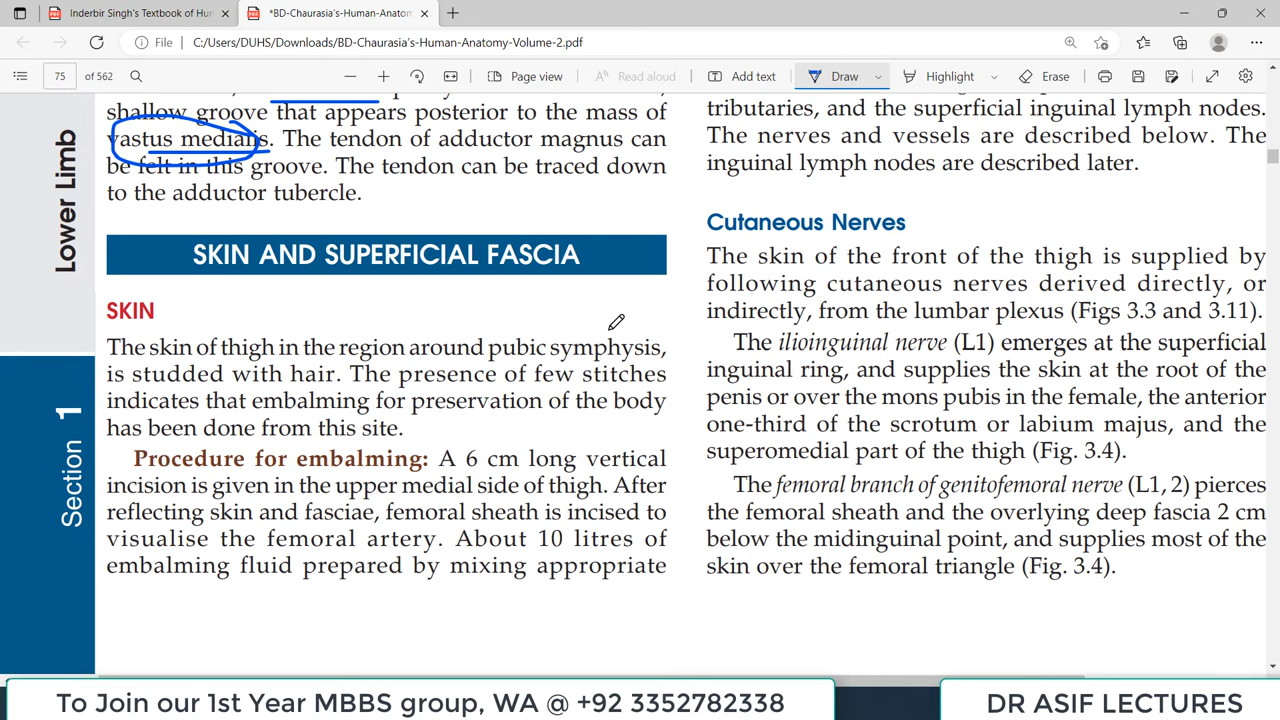 Inderbir Singh's Textbook of Hu
*BD-Chaurasia's-Human-Anatom
File
C:/Users/DUHS/Downloads/BD-Chaurasia's-Human-Anatomy-Volume-2.pdf
75 of 562
Page view
Read aloud
Add text
Draw
Highlight
Erase
Lower Limb
Section 1
shallow groove that appears posterior to the mass of
vastus medialis. The tendon of adductor magnus can
be felt in this groove. The tendon can be traced down
to the adductor tubercle.
SKIN AND SUPERFICIAL FASCIA
SKIN
The skin of thigh in the region around pubic symphysis,
is studded with hair. The presence of few stitches
indicates that embalming for preservation of the body
has been done from this site.
Procedure for embalming: A 6 cm long vertical
incision is given in the upper medial side of thigh. After
reflecting skin and fasciae, femoral sheath is incised to
visualise the femoral artery. About 10 litres of
embalming fluid prepared by mixing appropriate
tributaries, and the superficial inguinal lymph nodes.
The nerves and vessels are described below. The
inguinal lymph nodes are described later.
Cutaneous Nerves
The skin of the front of the thigh is supplied by
following cutaneous nerves derived directly, or
indirectly, from the lumbar plexus (Figs 3.3 and 3.11).
The ilioinguinal nerve (L1) emerges at the superficial
inguinal ring, and supplies the skin at the root of the
penis or over the mons pubis in the female, the anterior
one-third of the scrotum or labium majus, and the
superomedial part of the thigh (Fig. 3.4).
The femoral branch of genitofemoral nerve (L1, 2) pierces
the femoral sheath and the overlying deep fascia 2 cm
below the midinguinal point, and supplies most of the
skin over the femoral triangle (Fig. 3.4).
To Join our 1st Year MBBS group, WA @ +92 3352782338
DR ASIF LECTURES